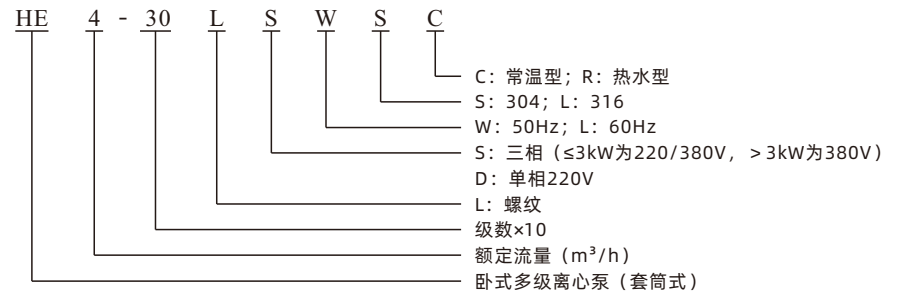 HE 4 - 30 L S W S C
C：常温型；R：热水型
S：304；L：316
W：50Hz；L：60Hz
S：三相（≤3kW为220/380V，＞3kW为380V）
D：单相220V
L：螺纹
级数×10
额定流量（m³/h）
卧式多级离心泵（套筒式）